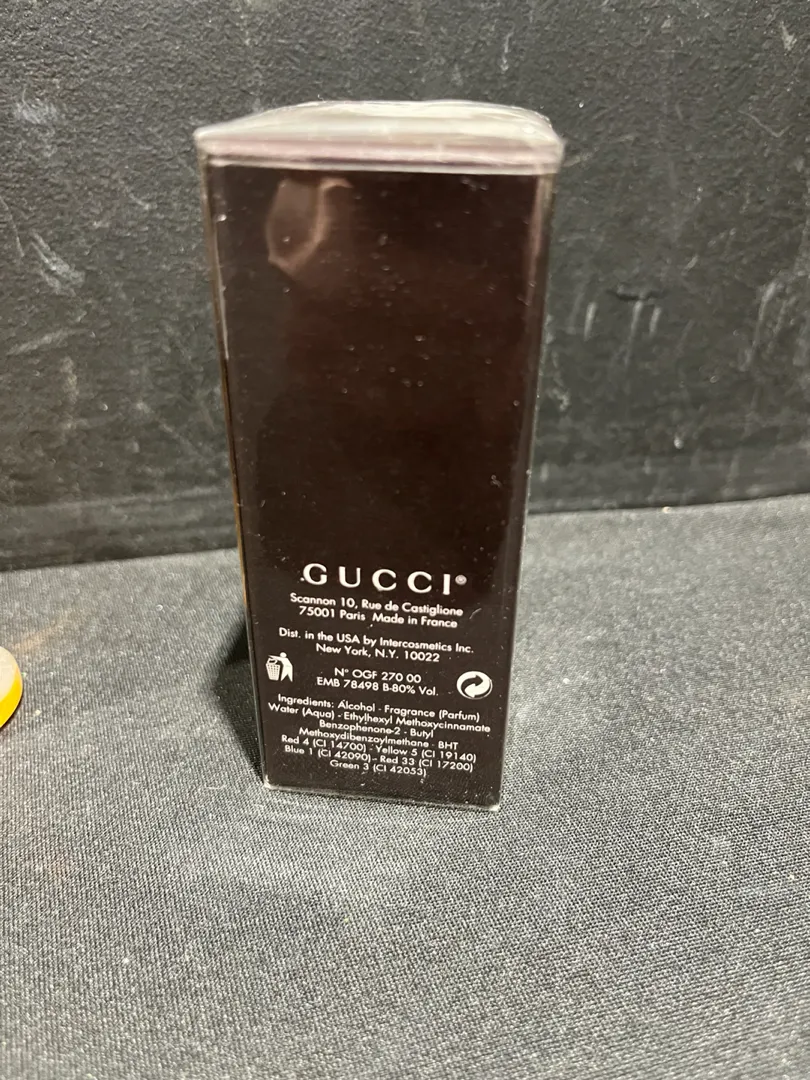 GUCCI®
Scannon 10, Rue de Castiglione
75001 Paris Made in France
Dist. in the USA by Intercosmetics Inc.
New York, N.Y. 10022
N° OGF 270 00
EMB 78498 B-80% Vol.
Ingredients: Alcohol - Fragrance (Parfum)
Water (Aqua) - Ethylhexyl Methoxycinnamate
Benzophenone-2 - Butyl
Methoxydibenzoylmethane - BHT
Red 4 (CI 14700) - Yellow 5 (CI 19140)
Blue 1 (CI 42090) - Red 33 (CI 17200)
Green 3 (CI 42053)